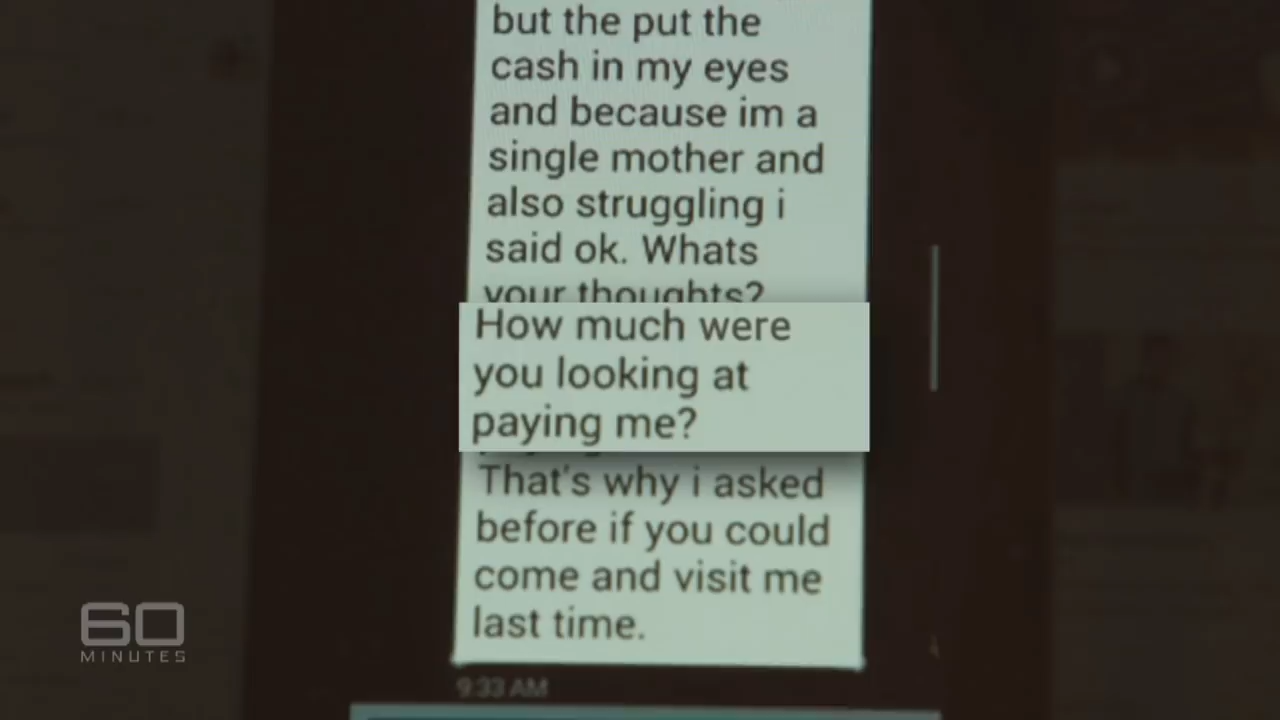 but the put the
cash in my eyes
and because im a
single mother and
also struggling i
said ok. Whats
your thoughts?
How much were
you looking at
paying me?
That's why i asked
before if you could
come and visit me
last time.
9:33 AM
60
MINUTES